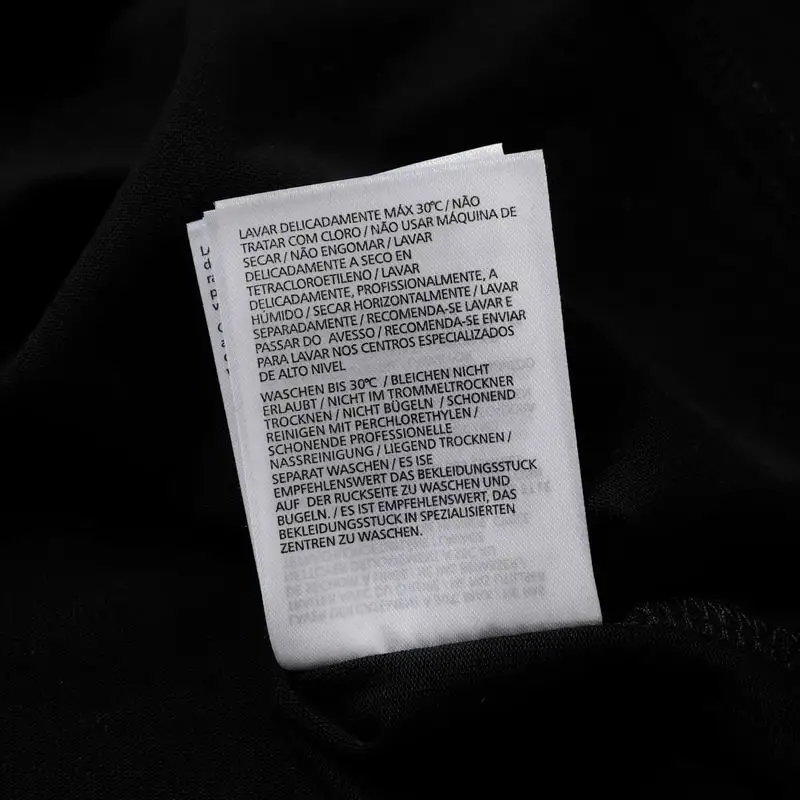 LAVAR DELICADAMENTE MÁX 30°C / NÃO
TRATAR COM CLORO / NÃO USAR MÁQUINA DE
SECAR / NÃO ENGOMAR / LAVAR
DELICADAMENTE A SECO EN
TETRACLOROETILENO / LAVAR
DELICADAMENTE, PROFISSIONALMENTE, A
HÚMIDO / SECAR HORIZONTALMENTE / LAVAR
SEPARADAMENTE / RECOMENDA-SE LAVAR E
PASSAR DO AVESSO / RECOMENDA-SE ENVIAR
PARA LAVAR NOS CENTROS ESPECIALIZADOS
DE ALTO NIVEL
WASCHEN BIS 30°C / BLEICHEN NICHT
ERLAUBT / NICHT IM TROMMELTROCKNER
TROCKNEN / NICHT BÜGELN / SCHONEND
REINIGEN MIT PERCHLORETHYLEN /
SCHONENDE PROFESSIONELLE
NASSREINIGUNG / LIEGEND TROCKNEN /
SEPARAT WASCHEN / ES ISE
EMPFEHLENSWERT DAS BEKLEIDUNGSSTUCK
AUF DER RUCKSEITE ZU WASCHEN UND
BUGELN. / ES IST EMPFEHLENSWERT, DAS
BEKLEIDUNGSSTUCK IN SPEZIALISIERTEN
ZENTREN ZU WASCHEN.